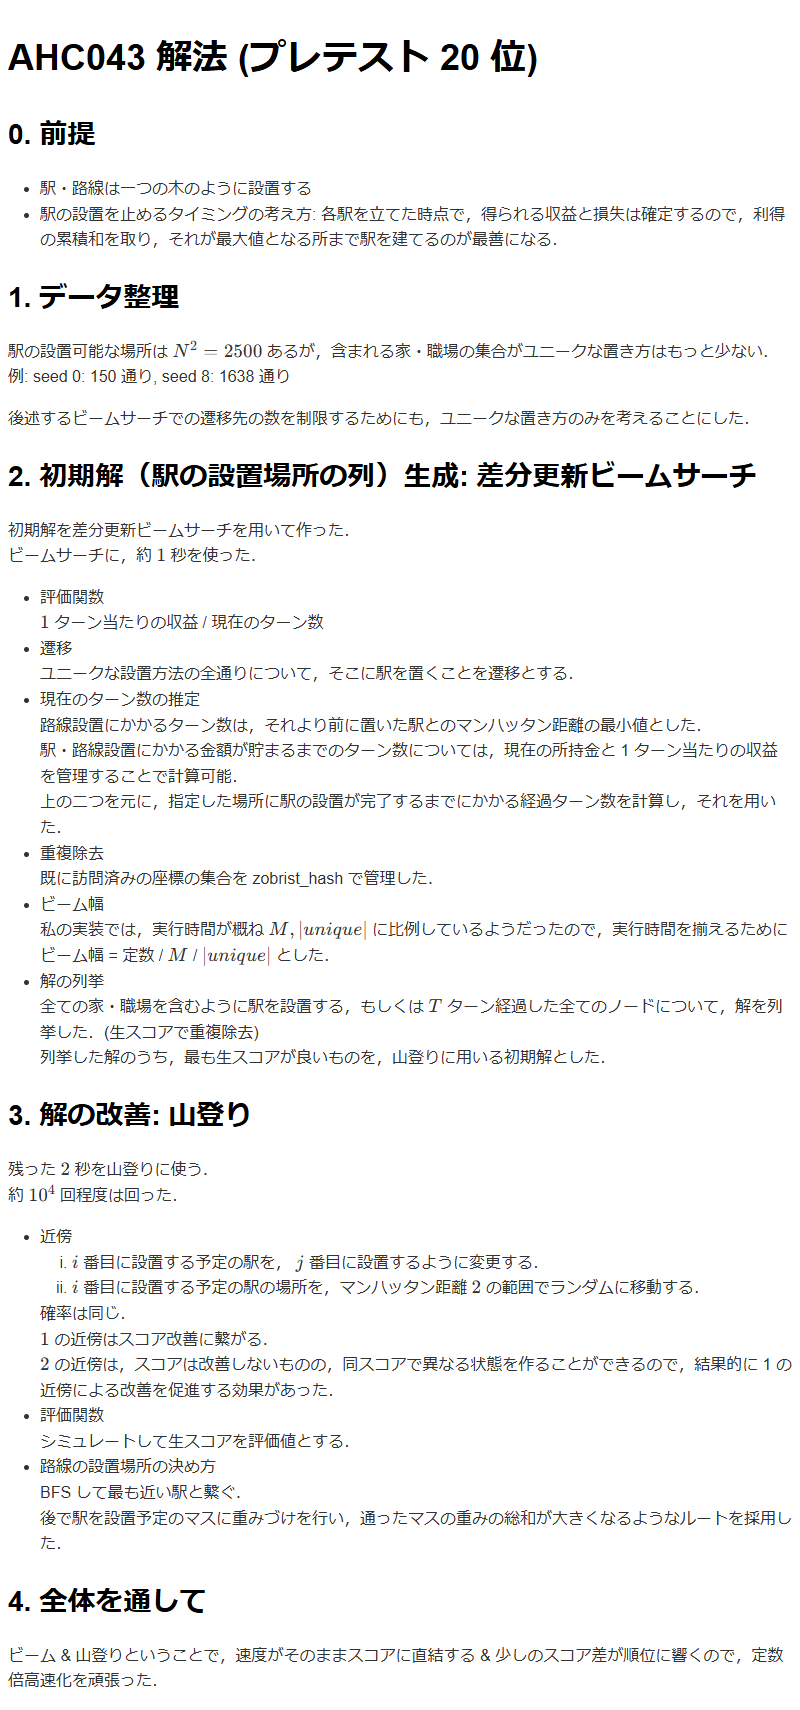 AHC043 解法 (プレテスト 20 位)
0. 前提
• 駅・路線は一つの木のように設置する
• 駅の設置を止めるタイミングの考え方: 各駅を立てた時点で，得られる収益と損失は確定するので，利得
の累積和を取り，それが最大値となる所まで駅を建てるのが最善になる．
1. データ整理
駅の設置可能な場所は N² = 2500 あるが，含まれる家・職場の集合がユニークな置き方はもっと少ない．
例: seed 0: 150 通り, seed 8: 1638 通り
後述するビームサーチでの遷移先の数を制限するためにも，ユニークな置き方のみを考えることにした．
2. 初期解（駅の設置場所の列）生成: 差分更新ビームサーチ
初期解を差分更新ビームサーチを用いて作った．
ビームサーチに，約 1 秒を使った．
• 評価関数
1 ターン当たりの収益 / 現在のターン数
• 遷移
ユニークな設置方法の全通りについて，そこに駅を置くことを遷移とする．
• 現在のターン数の推定
路線設置にかかるターン数は，それより前に置いた駅とのマンハッタン距離の最小値とした．
駅・路線設置にかかる金額が貯まるまでのターン数については，現在の所持金と 1 ターン当たりの収益
を管理することで計算可能．
上の二つを元に，指定した場所に駅の設置が完了するまでにかかる経過ターン数を計算し，それを用い
た．
• 重複除去
既に訪問済みの座標の集合を zobrist_hash で管理した．
• ビーム幅
私の実装では，実行時間が概ね M, |unique| に比例しているようだったので，実行時間を揃えるために
ビーム幅 = 定数 / M / |unique| とした．
• 解の列挙
全ての家・職場を含むように駅を設置する，もしくは T ターン経過した全てのノードについて，解を列
挙した．(生スコアで重複除去)
列挙した解のうち，最も生スコアが良いものを，山登りに用いる初期解とした．
3. 解の改善: 山登り
残った 2 秒を山登りに使う．
約 10⁴ 回程度は回った．
• 近傍
i. i 番目に設置する予定の駅を， j 番目に設置するように変更する．
ii. i 番目に設置する予定の駅の場所を，マンハッタン距離 2 の範囲でランダムに移動する．
確率は同じ．
1 の近傍はスコア改善に繋がる．
2 の近傍は，スコアは改善しないものの，同スコアで異なる状態を作ることができるので，結果的に 1 の
近傍による改善を促進する効果があった．
• 評価関数
シミュレートして生スコアを評価値とする．
• 路線の設置場所の決め方
BFS して最も近い駅と繋ぐ．
後で駅を設置予定のマスに重みづけを行い，通ったマスの重みの総和が大きくなるようなルートを採用し
た．
4. 全体を通して
ビーム & 山登りということで，速度がそのままスコアに直結する & 少しのスコア差が順位に響くので，定数
倍高速化を頑張った．